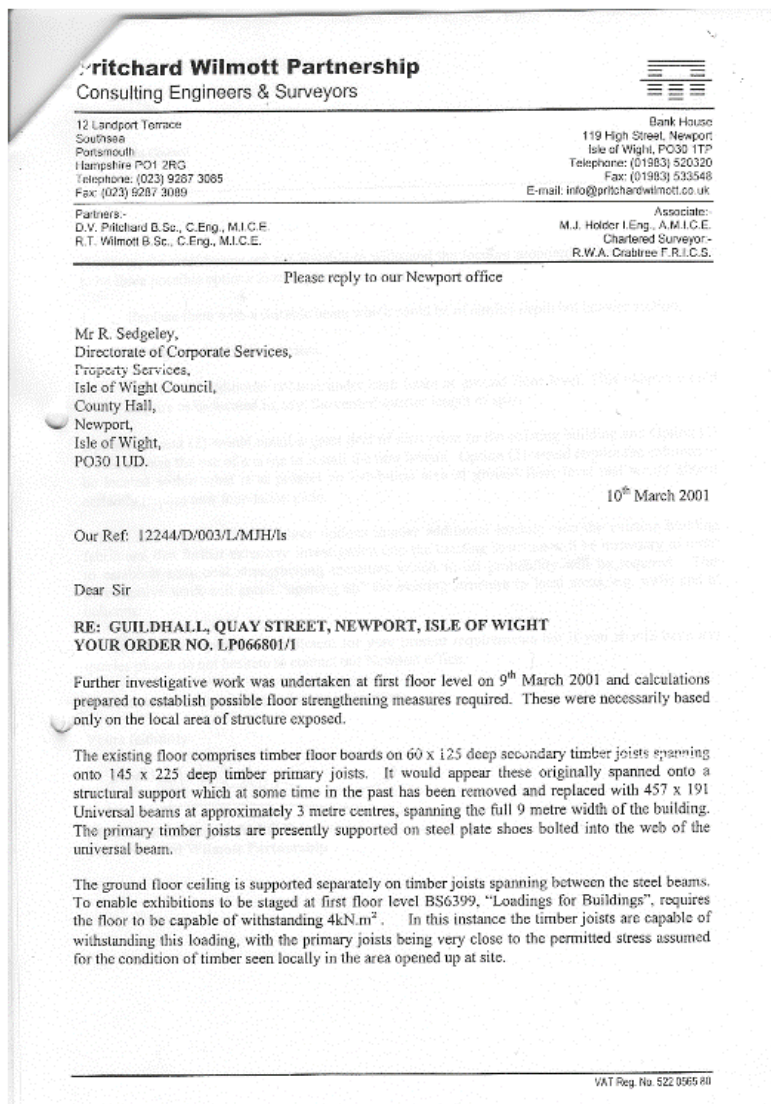 Pritchard Wilmott Partnership
Consulting Engineers & Surveyors
12 Landport Terrace
Southsea
Portsmouth
Hampshire PO1 2RG
Telephone: (023) 9287 3085
Fax: (023) 9287 3089
Bank House
119 High Street, Newport
Isle of Wight, PO30 1TP
Telephone: (01983) 520320
Fax: (01983) 533548
E-mail: info@pritchardwilmott.co.uk
Partners:-
D.V. Pritchard B.Sc., C.Eng., M.I.C.E.
R.T. Wilmott B.Sc., C.Eng., M.I.C.E.
Associate:-
M.J. Holder I.Eng., A.M.I.C.E.
Chartered Surveyor:-
R.W.A. Crabtree F.R.I.C.S.
Please reply to our Newport office
Mr R. Sedgeley,
Directorate of Corporate Services,
Property Services,
Isle of Wight Council,
County Hall,
Newport,
Isle of Wight,
PO30 1UD.
10th March 2001
Our Ref: 12244/D/003/L/MJH/ls
Dear Sir
RE: GUILDHALL, QUAY STREET, NEWPORT, ISLE OF WIGHT
YOUR ORDER NO. LP066801/1
Further investigative work was undertaken at first floor level on 9th March 2001 and calculations
prepared to establish possible floor strengthening measures required. These were necessarily based
only on the local area of structure exposed.
The existing floor comprises timber floor boards on 60 x 125 deep secondary timber joists spanning
onto 145 x 225 deep timber primary joists. It would appear these originally spanned onto a
structural support which at some time in the past has been removed and replaced with 457 x 191
Universal beams at approximately 3 metre centres, spanning the full 9 metre width of the building.
The primary timber joists are presently supported on steel plate shoes bolted into the web of the
universal beam.
The ground floor ceiling is supported separately on timber joists spanning between the steel beams.
To enable exhibitions to be staged at first floor level BS6399, "Loadings for Buildings", requires
the floor to be capable of withstanding 4kN.m². In this instance the timber joists are capable of
withstanding this loading, with the primary joists being very close to the permitted stress assumed
for the condition of timber seen locally in the area opened up at site.
VAT Reg. No. 522 0565 80